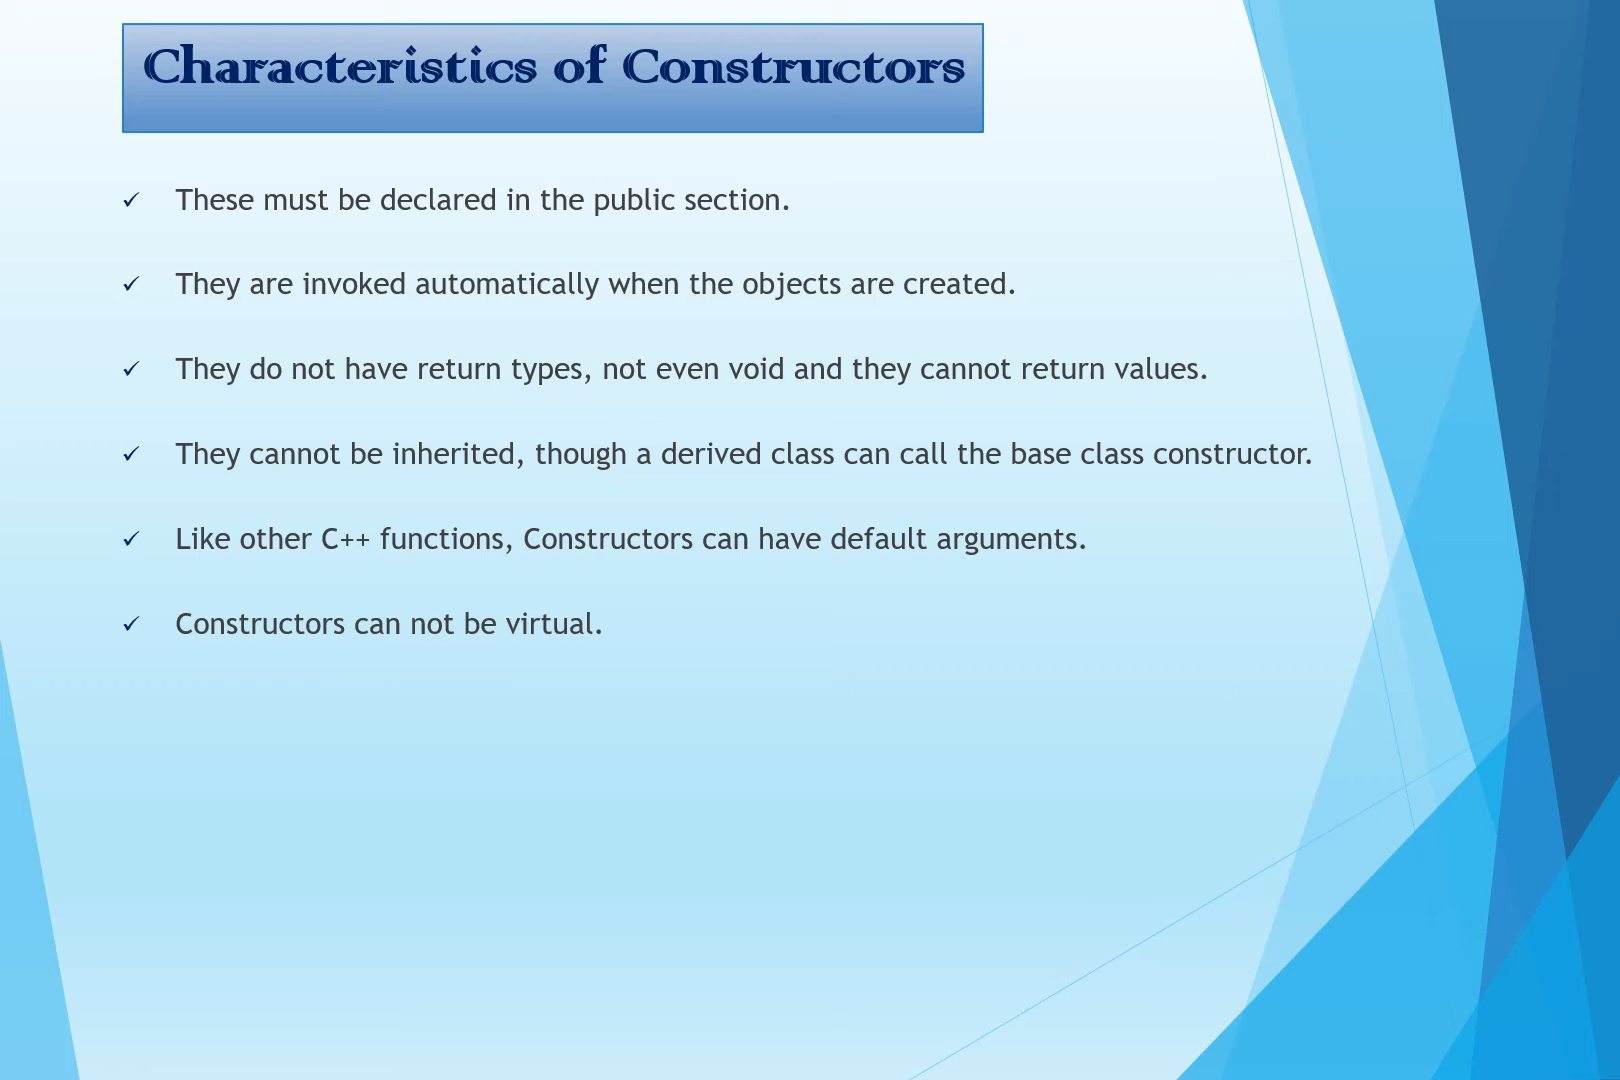 Characteristics of Constructors
✓ These must be declared in the public section.
✓ They are invoked automatically when the objects are created.
✓ They do not have return types, not even void and they cannot return values.
✓ They cannot be inherited, though a derived class can call the base class constructor.
✓ Like other C++ functions, Constructors can have default arguments.
✓ Constructors can not be virtual.